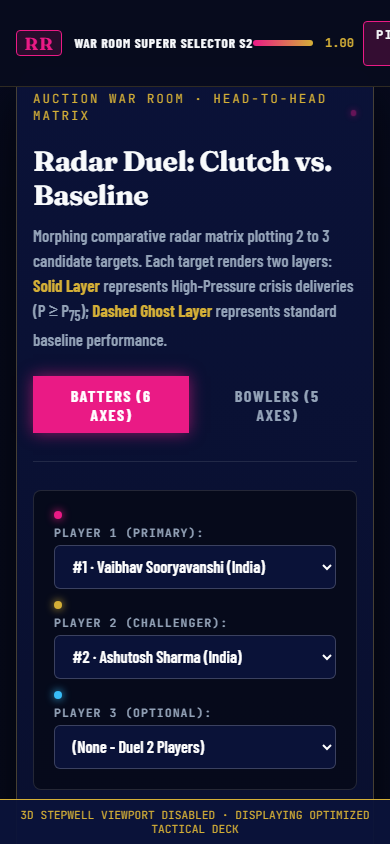 RR WAR ROOM SUPERR SELECTOR S2 1.00
AUCTION WAR ROOM · HEAD-TO-HEAD
MATRIX
Radar Duel: Clutch vs.
Baseline
Morphing comparative radar matrix plotting 2 to 3
candidate targets. Each target renders two layers:
Solid Layer represents High-Pressure crisis deliveries
(P ≥ P75); Dashed Ghost Layer represents standard
baseline performance.
BATTERS (6
AXES)
BOWLERS (5
AXES)
PLAYER 1 (PRIMARY):
#1 · Vaibhav Sooryavanshi (India)
PLAYER 2 (CHALLENGER):
#2 · Ashutosh Sharma (India)
PLAYER 3 (OPTIONAL):
(None - Duel 2 Players)
3D STEPWELL VIEWPORT DISABLED · DISPLAYING OPTIMIZED
TACTICAL DECK